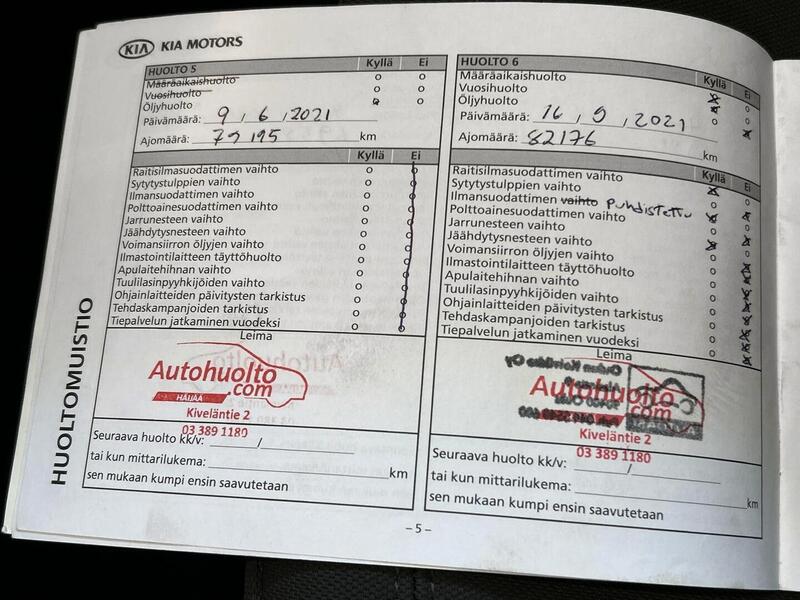 KIA KIA MOTORS
HUOLTOMUISTIO
HUOLTO 5 Kyllä Ei
Määräaikaishuolto
Vuosihuolto
Öljyhuolto
Päivämäärä: 9, 6, 2021
Ajomäärä: 79 195 km
Kyllä Ei
Raitisilmasuodattimen vaihto
Sytytystulppien vaihto
Ilmansuodattimen vaihto
Polttoainesuodattimen vaihto
Jarrunesteen vaihto
Jäähdytysnesteen vaihto
Voimansiirron öljyjen vaihto
Ilmastointilaitteen täyttöhuolto
Apulaitehihnan vaihto
Tuulilasinpyyhkijöiden vaihto
Ohjainlaitteiden päivitysten tarkistus
Tehdaskampanjoiden tarkistus
Tiepalvelun jatkaminen vuodeksi
Leima
Autohuolto
.com
HÄIJÄÄ
Kiveläntie 2
03 389 1180
Seuraava huolto kk/v: /
tai kun mittarilukema: km
sen mukaan kumpi ensin saavutetaan
HUOLTO 6 Kyllä Ei
Määräaikaishuolto
Vuosihuolto
Öljyhuolto
Päivämäärä: 16, 9, 2021
Ajomäärä: 82176 km
Kyllä Ei
Raitisilmasuodattimen vaihto
Sytytystulppien vaihto
Ilmansuodattimen vaihto puhdistettu
Polttoainesuodattimen vaihto
Jarrunesteen vaihto
Jäähdytysnesteen vaihto
Voimansiirron öljyjen vaihto
Ilmastointilaitteen täyttöhuolto
Apulaitehihnan vaihto
Tuulilasinpyyhkijöiden vaihto
Ohjainlaitteiden päivitysten tarkistus
Tehdaskampanjoiden tarkistus
Tiepalvelun jatkaminen vuodeksi
Leima
Autohuolto
.com
Kiveläntie 2
03 389 1180
Seuraava huolto kk/v: /
tai kun mittarilukema: km
sen mukaan kumpi ensin saavutetaan
– 5 –